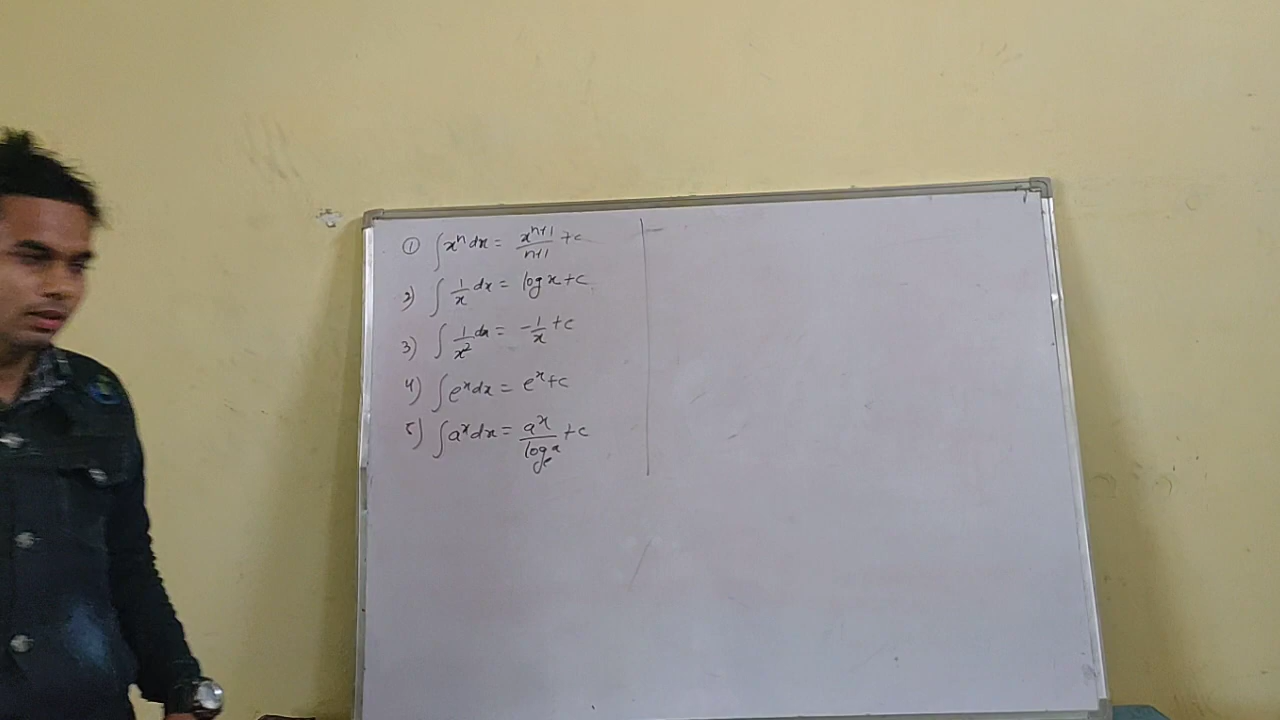 ① ∫xⁿdx = xⁿ⁺¹/n+1 +c
2) ∫ 1/x dx = log x+c
3) ∫ 1/x² dx = -1/x +c
4) ∫eˣdx = eˣ+c
5) ∫aˣdx = aˣ/logₑa +c